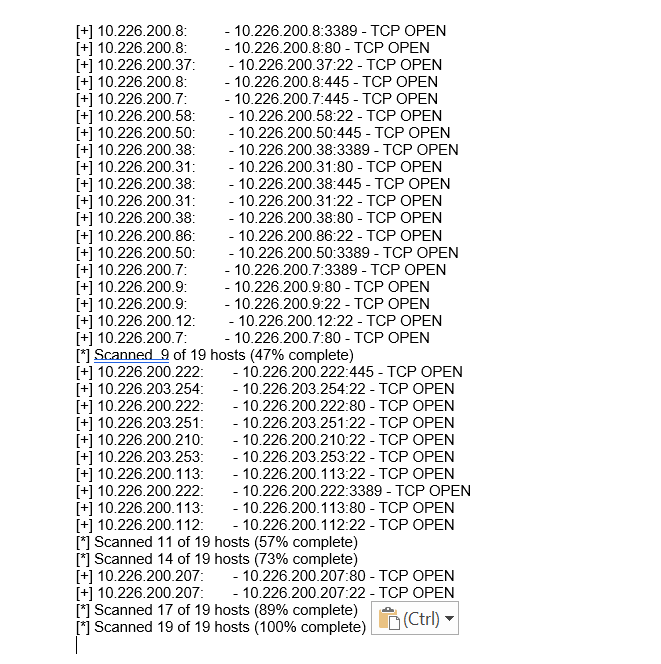 [+] 10.226.200.8: - 10.226.200.8:3389 - TCP OPEN
[+] 10.226.200.8: - 10.226.200.8:80 - TCP OPEN
[+] 10.226.200.37: - 10.226.200.37:22 - TCP OPEN
[+] 10.226.200.8: - 10.226.200.8:445 - TCP OPEN
[+] 10.226.200.7: - 10.226.200.7:445 - TCP OPEN
[+] 10.226.200.58: - 10.226.200.58:22 - TCP OPEN
[+] 10.226.200.50: - 10.226.200.50:445 - TCP OPEN
[+] 10.226.200.38: - 10.226.200.38:3389 - TCP OPEN
[+] 10.226.200.31: - 10.226.200.31:80 - TCP OPEN
[+] 10.226.200.38: - 10.226.200.38:445 - TCP OPEN
[+] 10.226.200.31: - 10.226.200.31:22 - TCP OPEN
[+] 10.226.200.38: - 10.226.200.38:80 - TCP OPEN
[+] 10.226.200.86: - 10.226.200.86:22 - TCP OPEN
[+] 10.226.200.50: - 10.226.200.50:3389 - TCP OPEN
[+] 10.226.200.7: - 10.226.200.7:3389 - TCP OPEN
[+] 10.226.200.9: - 10.226.200.9:80 - TCP OPEN
[+] 10.226.200.9: - 10.226.200.9:22 - TCP OPEN
[+] 10.226.200.12: - 10.226.200.12:22 - TCP OPEN
[+] 10.226.200.7: - 10.226.200.7:80 - TCP OPEN
[*] Scanned  9 of 19 hosts (47% complete)
[+] 10.226.200.222: - 10.226.200.222:445 - TCP OPEN
[+] 10.226.203.254: - 10.226.203.254:22 - TCP OPEN
[+] 10.226.200.222: - 10.226.200.222:80 - TCP OPEN
[+] 10.226.203.251: - 10.226.203.251:22 - TCP OPEN
[+] 10.226.200.210: - 10.226.200.210:22 - TCP OPEN
[+] 10.226.203.253: - 10.226.203.253:22 - TCP OPEN
[+] 10.226.200.113: - 10.226.200.113:22 - TCP OPEN
[+] 10.226.200.222: - 10.226.200.222:3389 - TCP OPEN
[+] 10.226.200.113: - 10.226.200.113:80 - TCP OPEN
[+] 10.226.200.112: - 10.226.200.112:22 - TCP OPEN
[*] Scanned 11 of 19 hosts (57% complete)
[*] Scanned 14 of 19 hosts (73% complete)
[+] 10.226.200.207: - 10.226.200.207:80 - TCP OPEN
[+] 10.226.200.207: - 10.226.200.207:22 - TCP OPEN
[*] Scanned 17 of 19 hosts (89% complete)
[*] Scanned 19 of 19 hosts (100% complete)
(Ctrl)